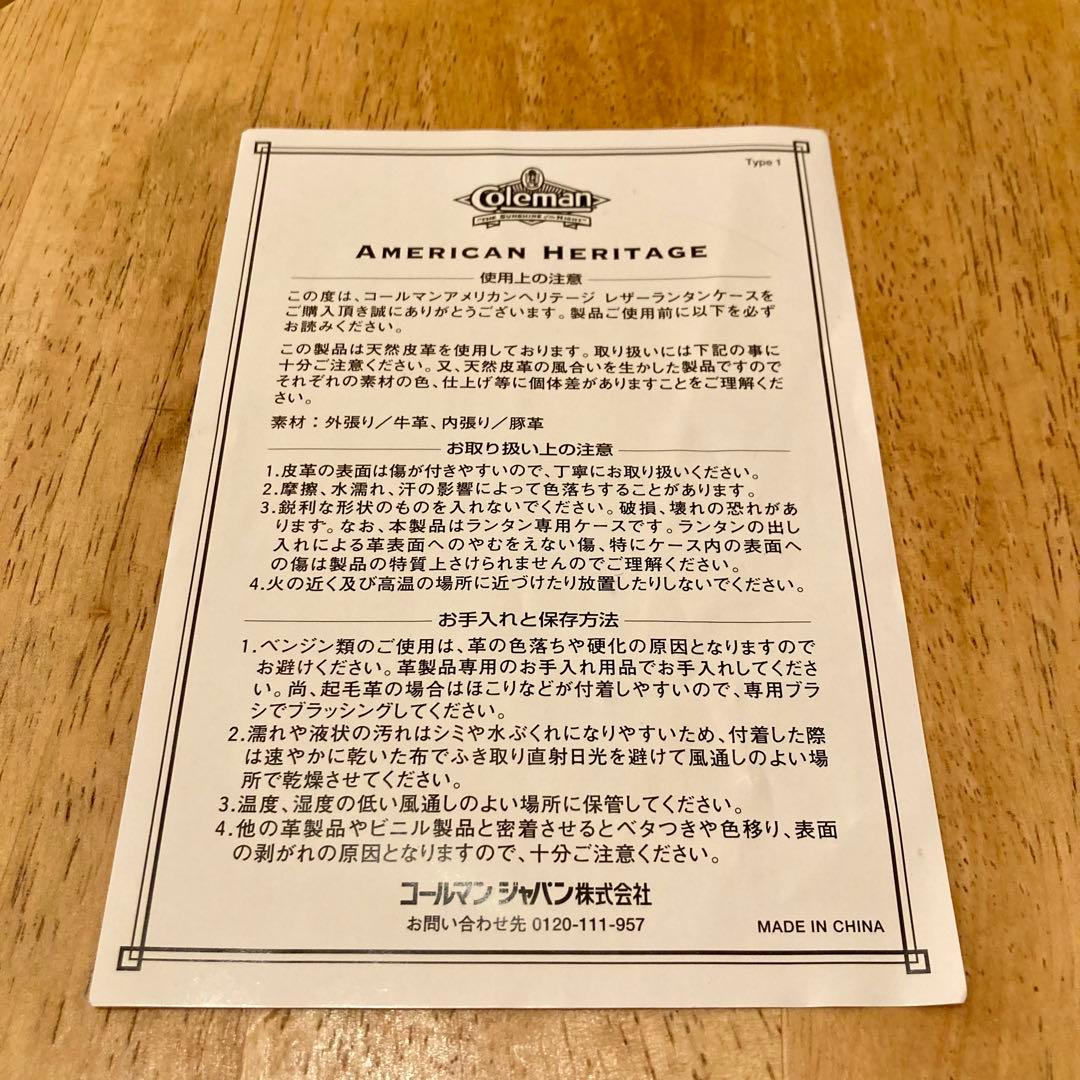 Type 1
Coleman
"THE SUNSHINE of the NIGHT"
AMERICAN HERITAGE
使用上の注意
この度は、コールマンアメリカンヘリテージ レザーランタンケースを
ご購入頂き誠にありがとうございます。製品ご使用前に以下を必ず
お読みください。
この製品は天然皮革を使用しております。取り扱いには下記の事に
十分ご注意ください。又、天然皮革の風合いを生かした製品ですので
それぞれの素材の色、仕上げ等に個体差がありますことをご理解くだ
さい。
素材：外張り／牛革、内張り／豚革
お取り扱い上の注意
1.皮革の表面は傷が付きやすいので、丁寧にお取り扱いください。
2.摩擦、水濡れ、汗の影響によって色落ちすることがあります。
3.鋭利な形状のものを入れないでください。破損、壊れの恐れがあ
ります。なお、本製品はランタン専用ケースです。ランタンの出し
入れによる革表面へのやむをえない傷、特にケース内の表面へ
の傷は製品の特質上さけられませんのでご理解ください。
4.火の近く及び高温の場所に近づけたり放置したりしないでください。
お手入れと保存方法
1.ベンジン類のご使用は、革の色落ちや硬化の原因となりますので
お避けください。革製品専用のお手入れ用品でお手入れしてくださ
い。尚、起毛革の場合はほこりなどが付着しやすいので、専用ブラ
シでブラッシングしてください。
2.濡れや液状の汚れはシミや水ぶくれになりやすいため、付着した際
は速やかに乾いた布でふき取り直射日光を避けて風通しのよい場
所で乾燥させてください。
3.温度、湿度の低い風通しのよい場所に保管してください。
4.他の革製品やビニル製品と密着させるとベタつきや色移り、表面
の剥がれの原因となりますので、十分ご注意ください。
コールマン ジャパン株式会社
お問い合わせ先 0120-111-957
MADE IN CHINA